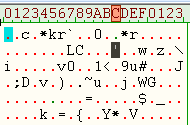 0123456789ABCDEF0123
..c.*kr`..0..*r
.......LC..'..w.z.\
i.....v0..1<.9u#..J
.;D.v.)..~u..j.WG..
..........=.....$._.
...k.=.{..Y*.V....